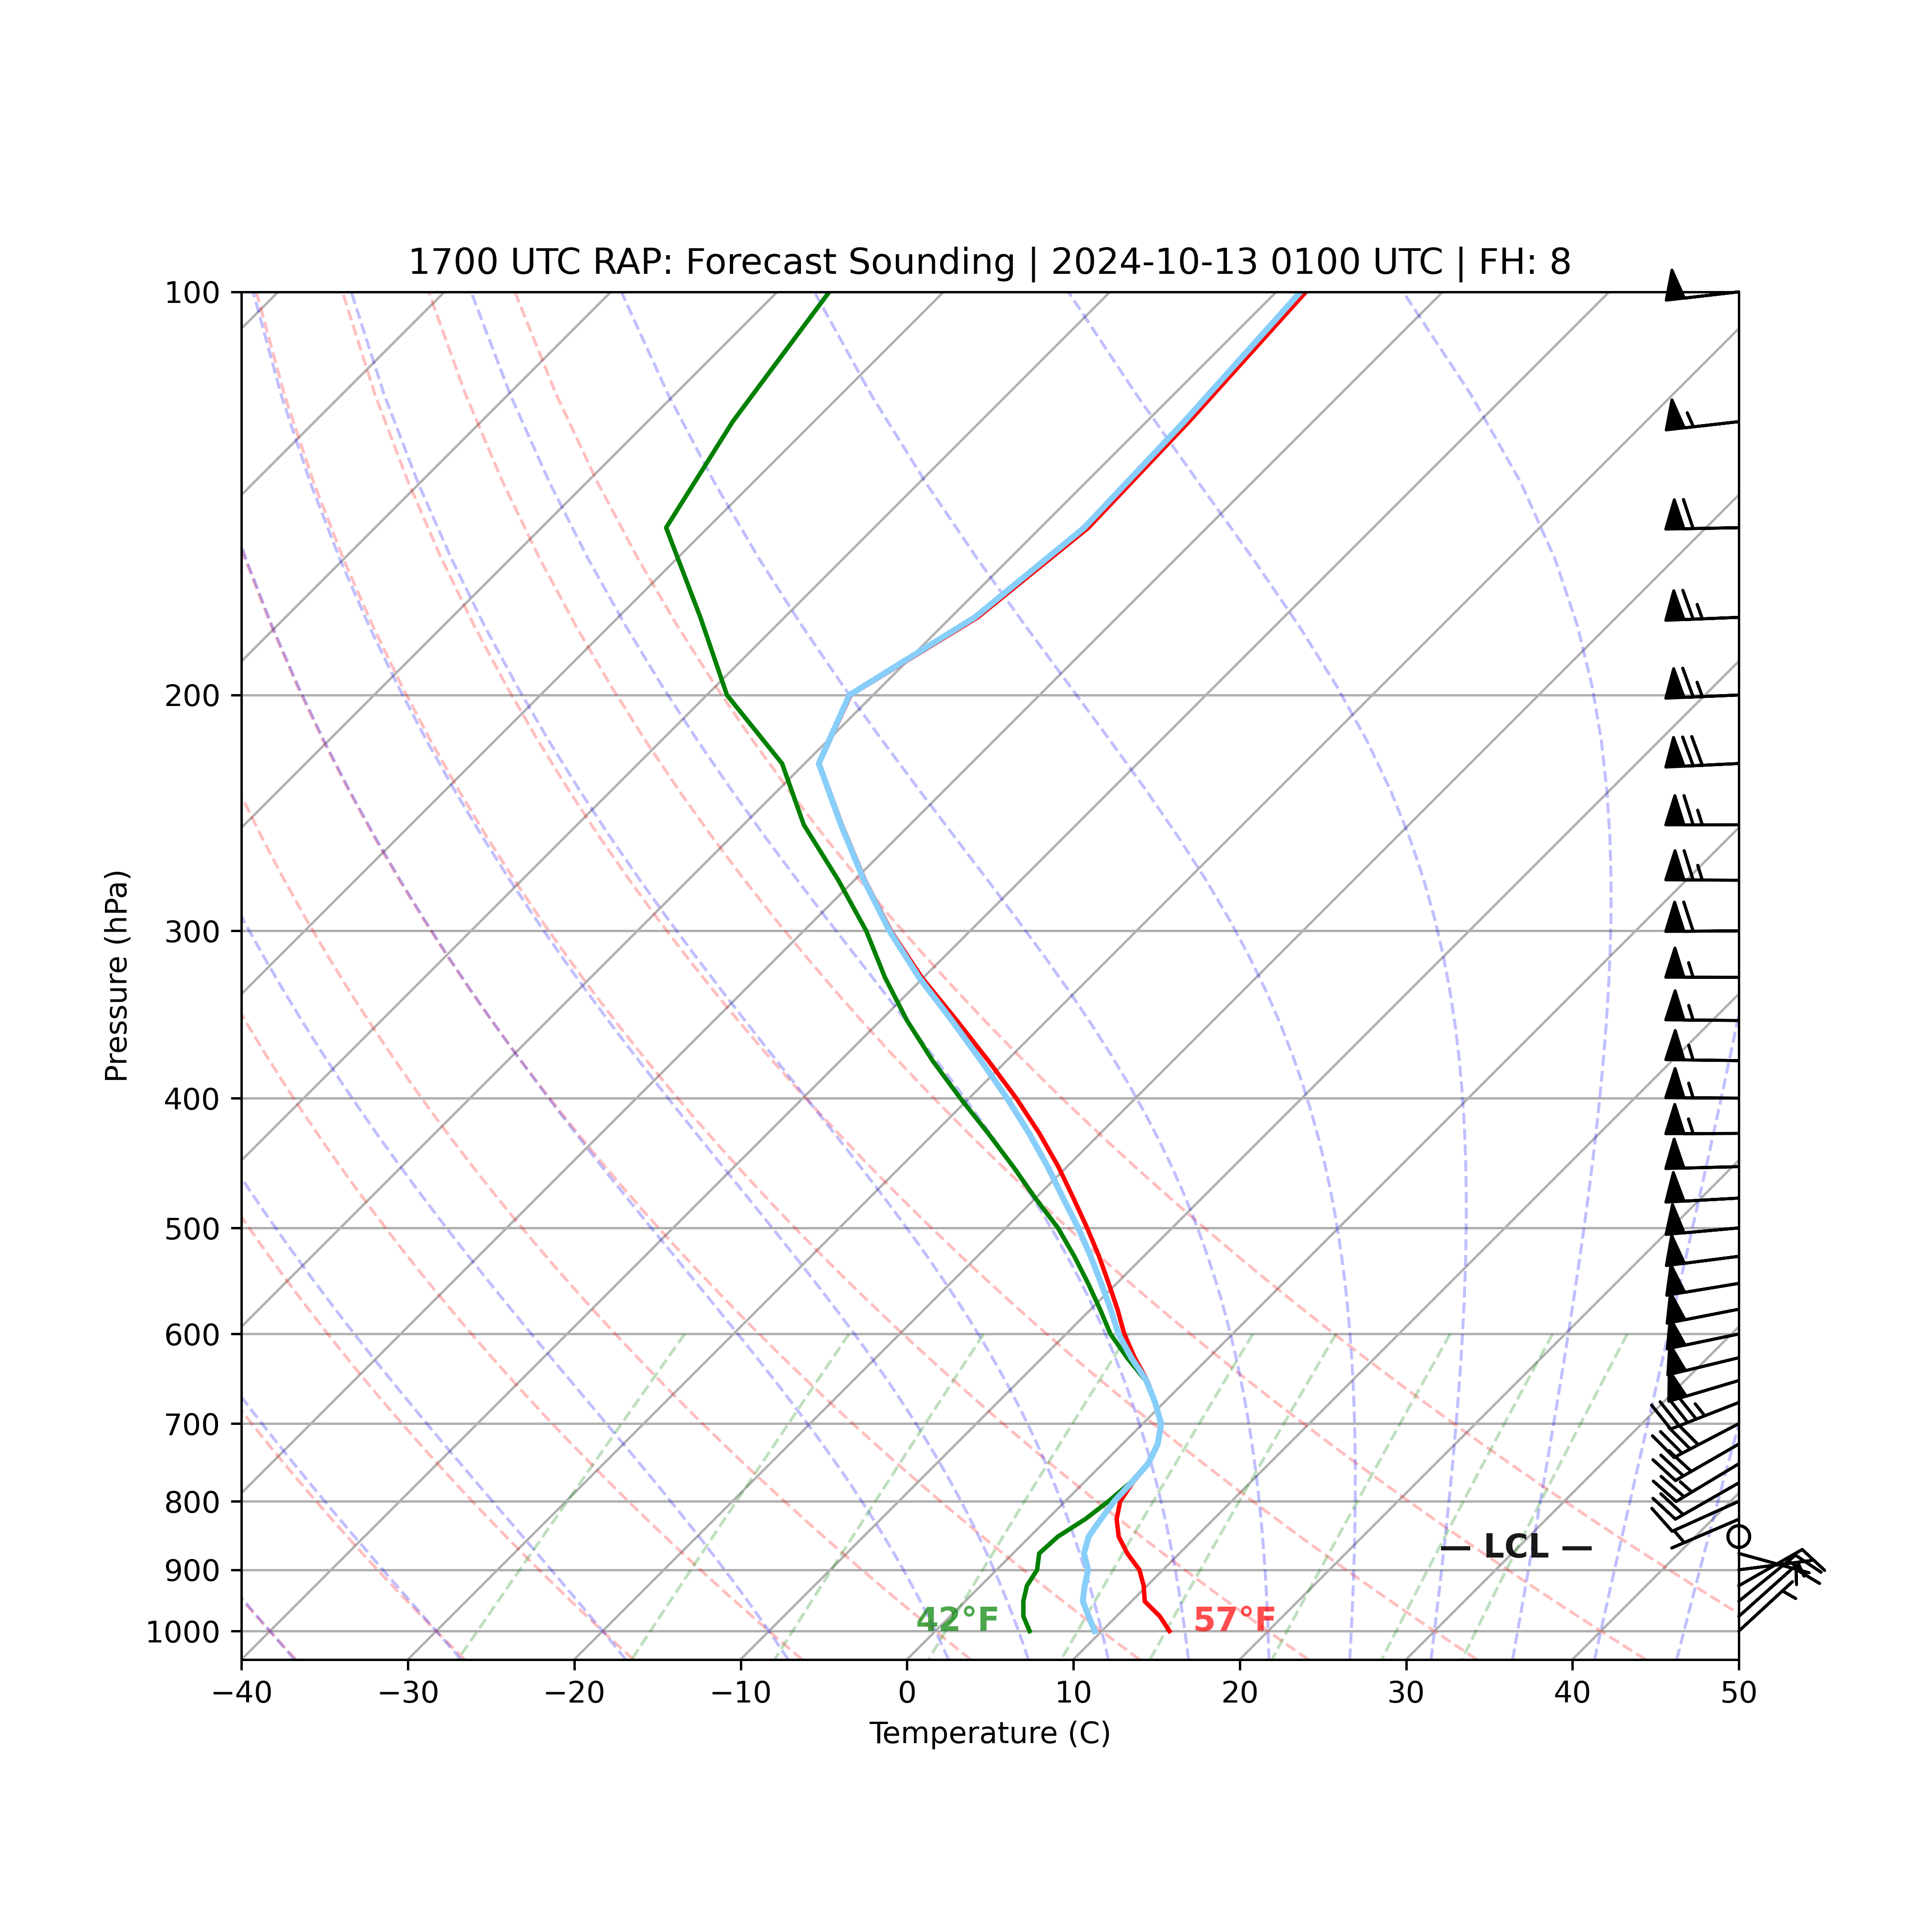 1700 UTC RAP: Forecast Sounding | 2024-10-13 0100 UTC | FH: 8
100
200
300
400
500
600
700
800
900
1000
Pressure (hPa)
— LCL —
42°F
57°F
−40 −30 −20 −10 0 10 20 30 40 50
Temperature (C)